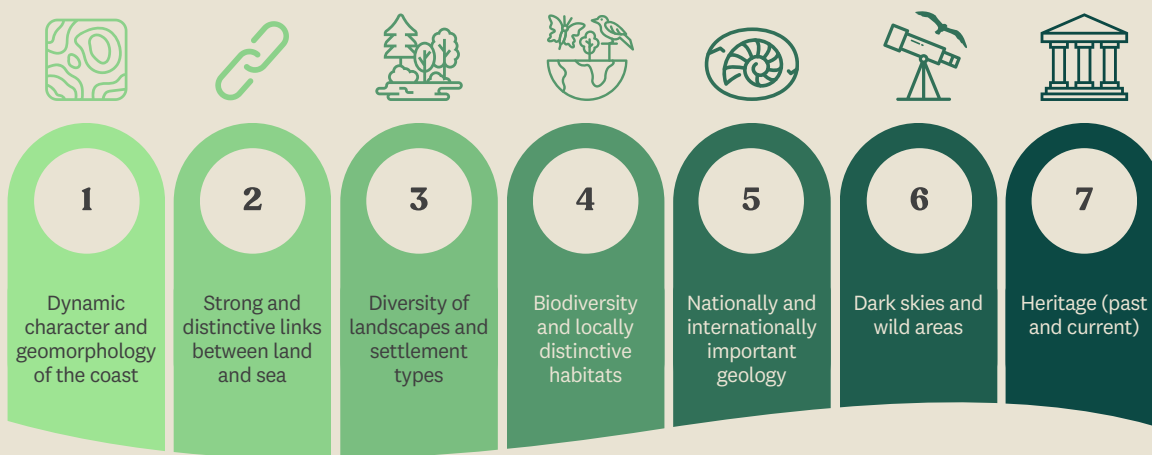 1
Dynamic
character and
geomorphology
of the coast
2
Strong and
distinctive links
between land
and sea
3
Diversity of
landscapes and
settlement
types
4
Biodiversity
and locally
distinctive
habitats
5
Nationally and
internationally
important
geology
6
Dark skies and
wild areas
7
Heritage (past
and current)